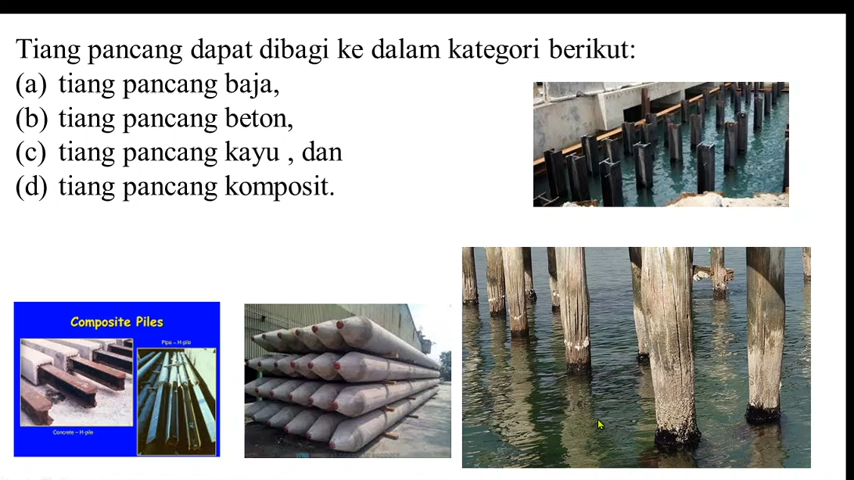 Tiang pancang dapat dibagi ke dalam kategori berikut:
(a) tiang pancang baja,
(b) tiang pancang beton,
(c) tiang pancang kayu , dan
(d) tiang pancang komposit.
Composite Piles
Pipa – H-pile
Concrete – H-pile